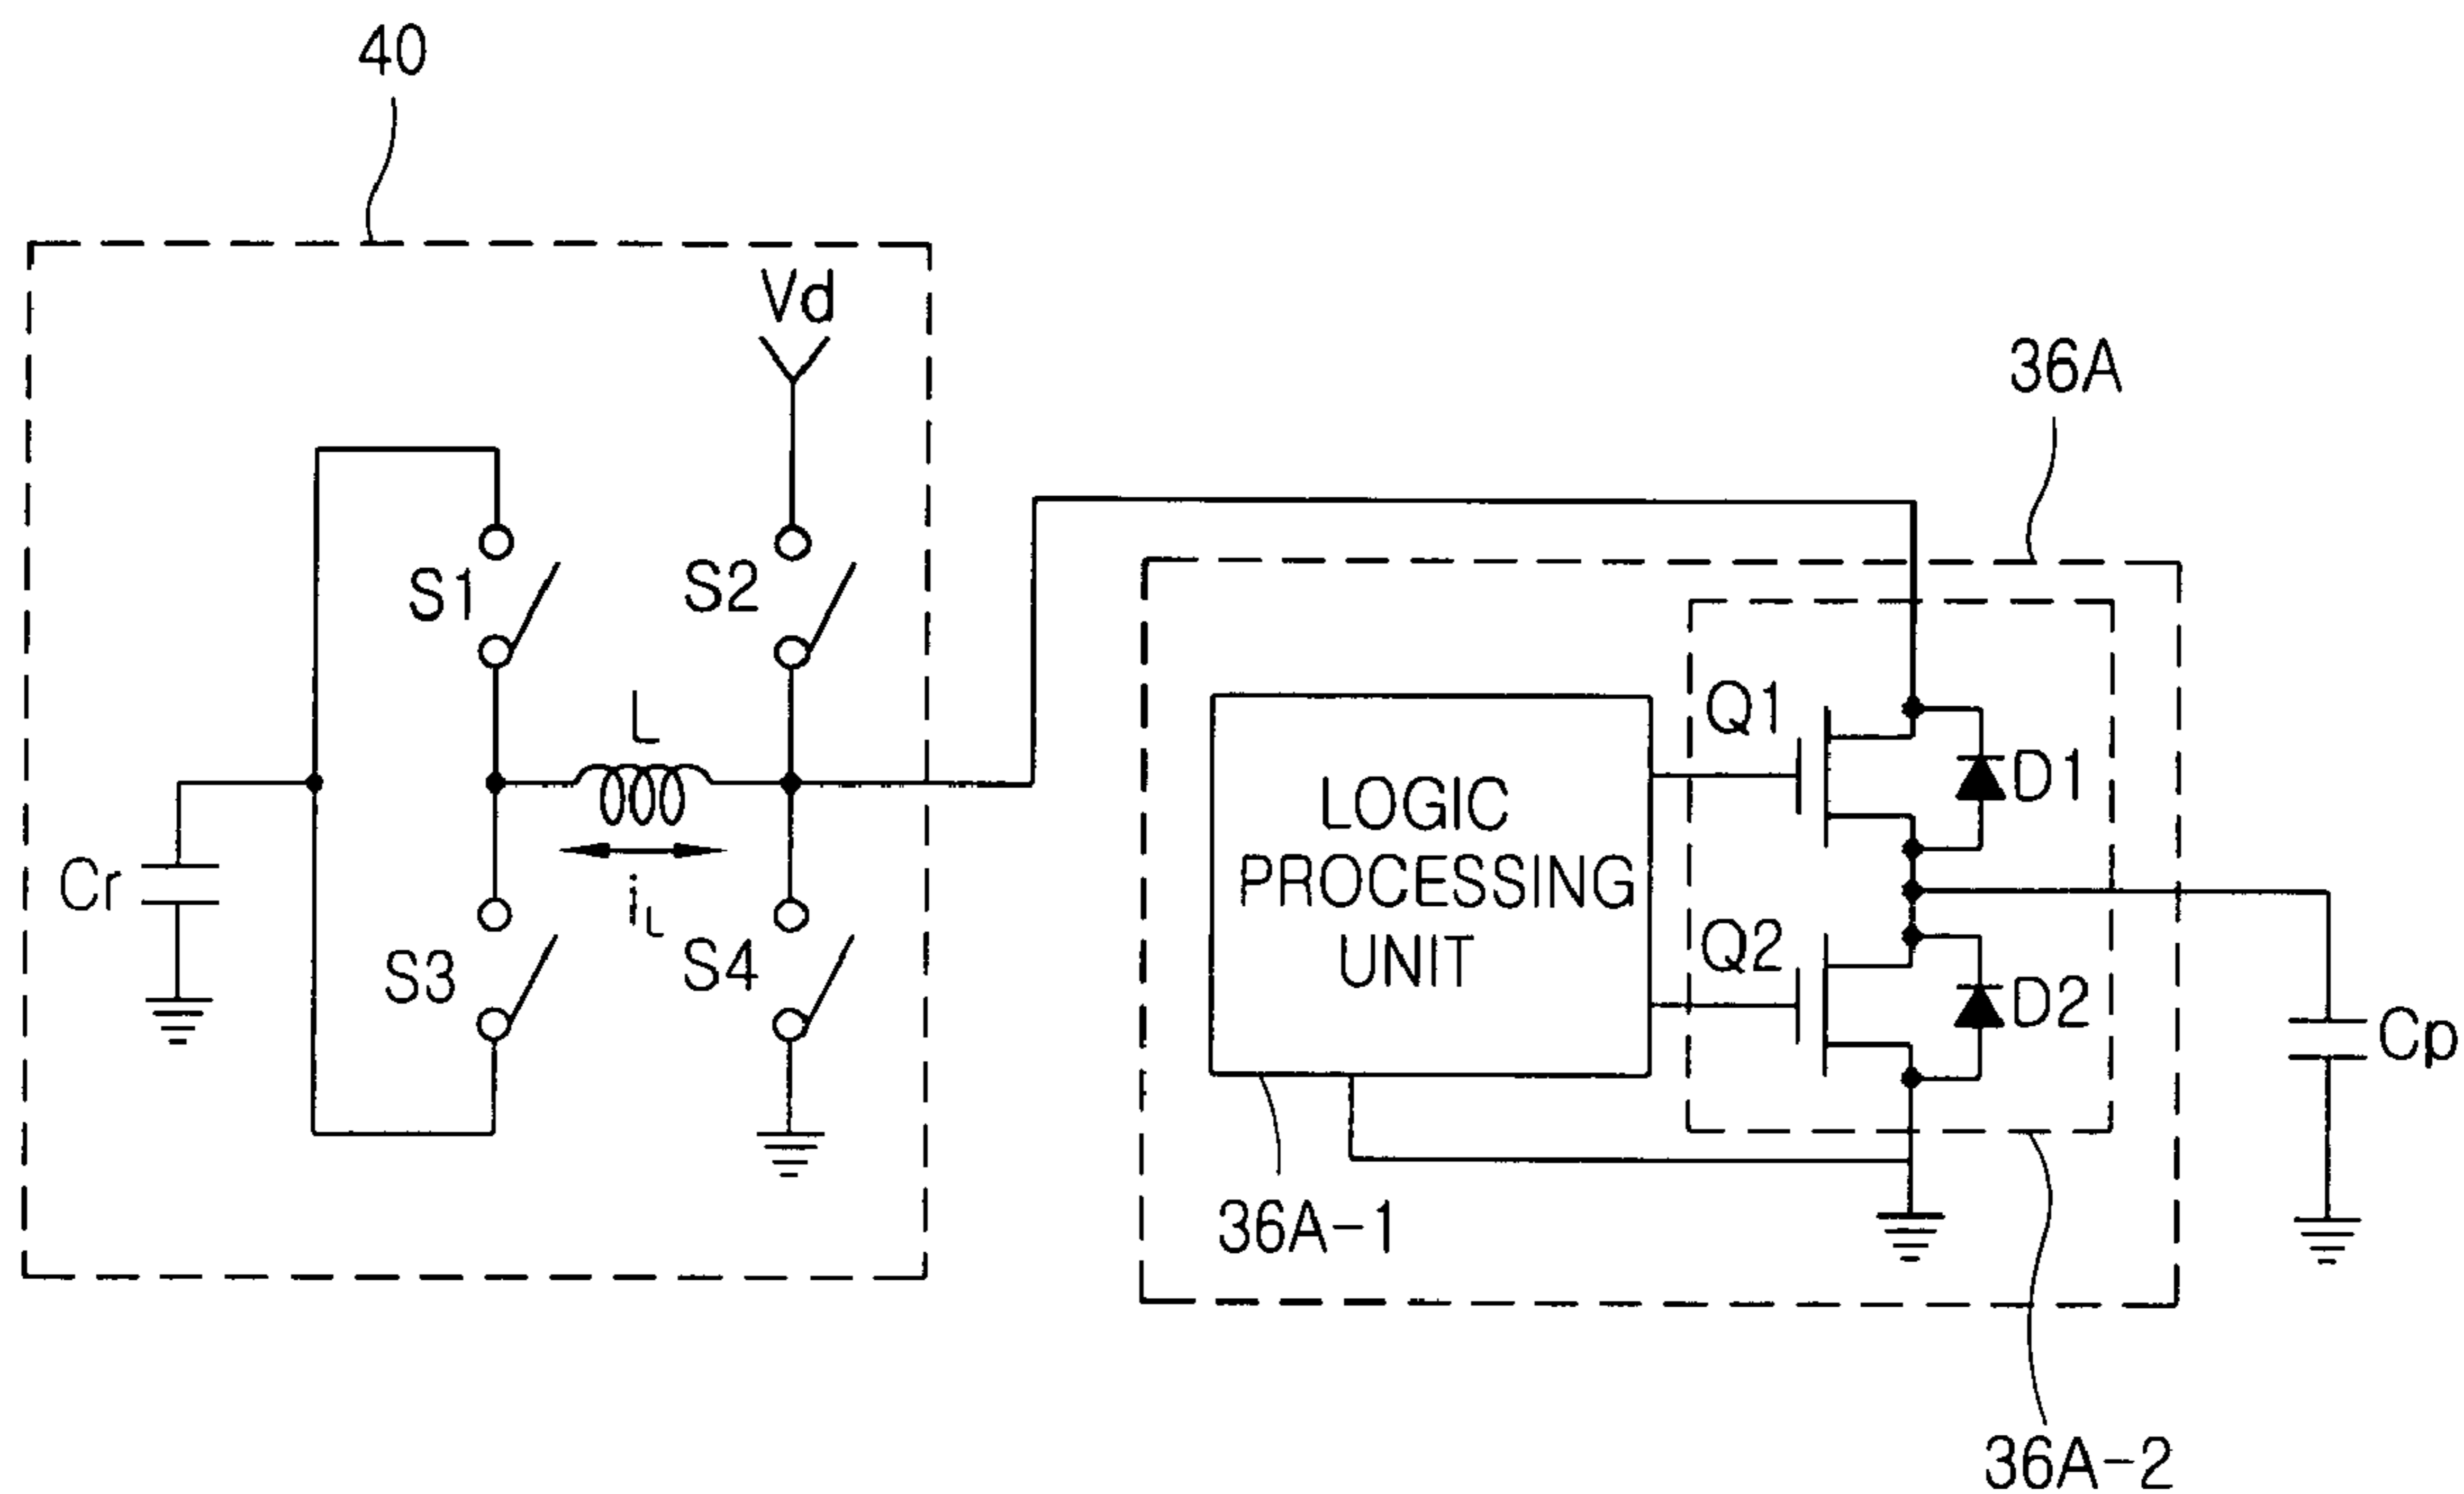 40
Vd
36A
S1
S2
L
Q1
D1
LOGIC
PROCESSING
UNIT
Cr
iL
S3
S4
Q2
D2
Cp
36A-1
36A-2